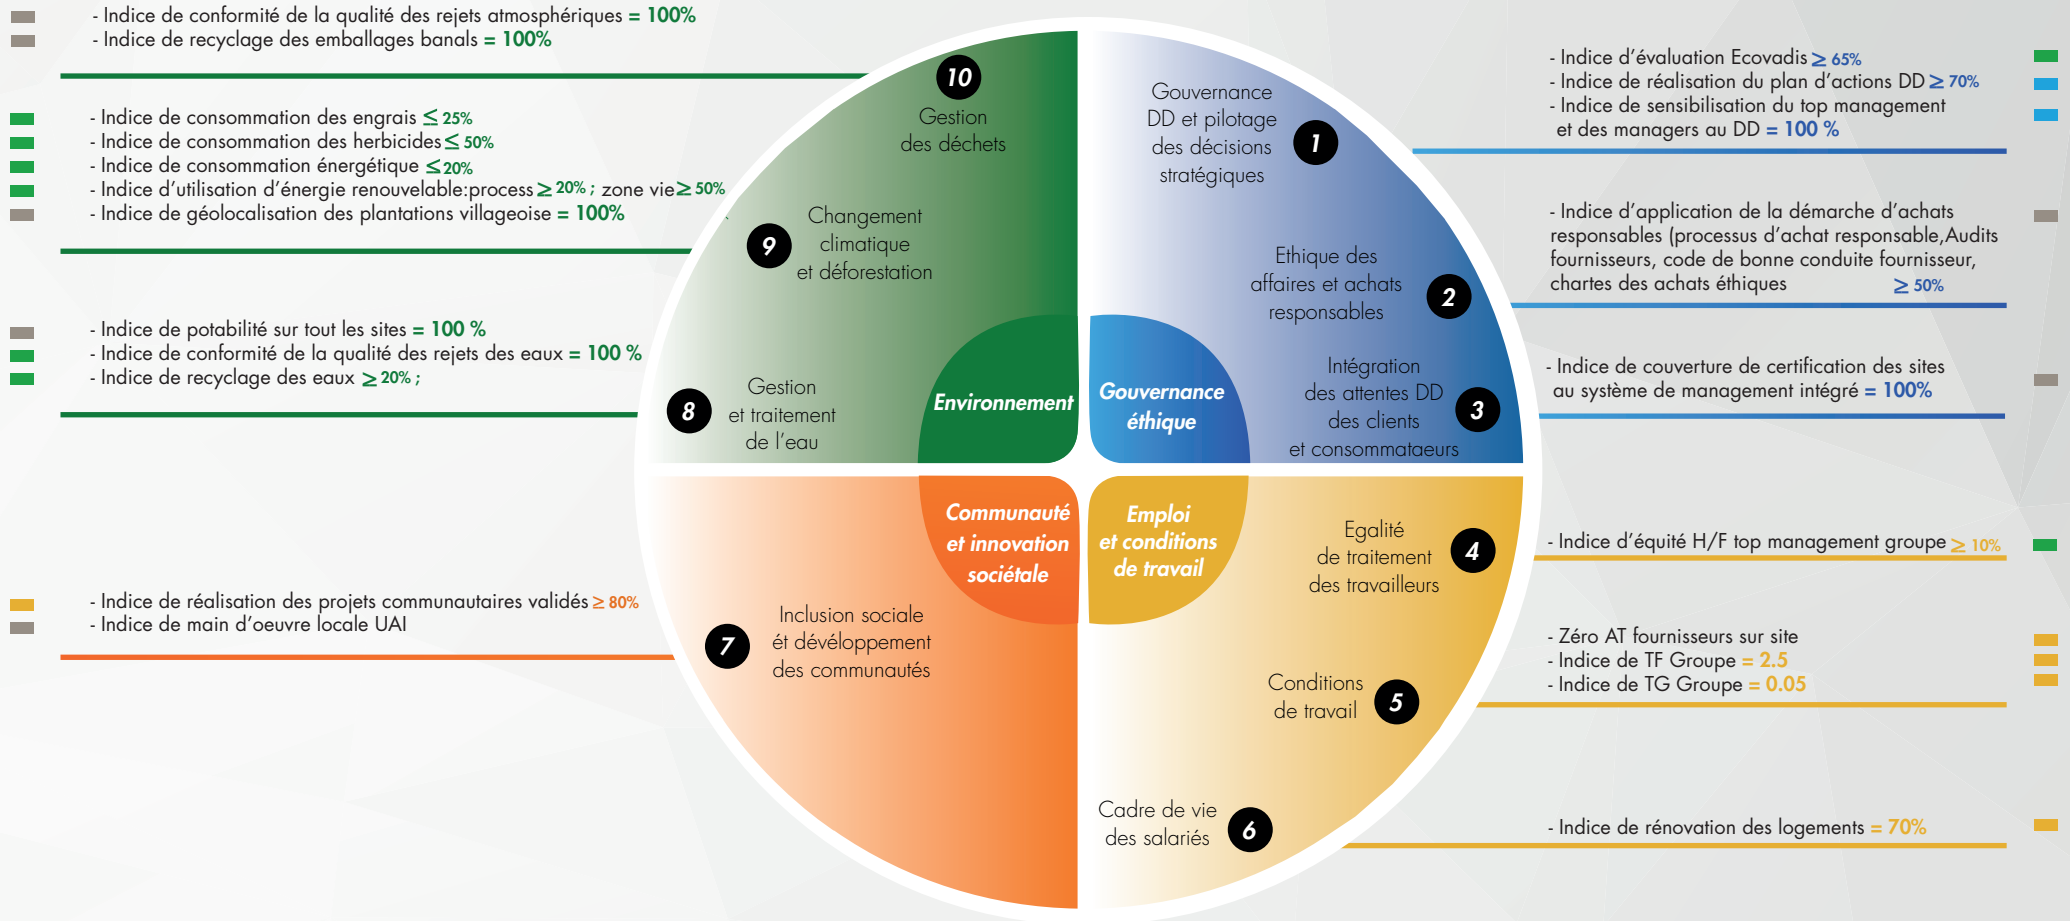 - Indice de conformité de la qualité des rejets atmosphériques = 100%
- Indice de recyclage des emballages banals = 100%
- Indice de consommation des engrais ≤ 25%
- Indice de consommation des herbicides ≤ 50%
- Indice de consommation énergétique ≤ 20%
- Indice d'utilisation d'énergie renouvelable:process ≥ 20% ; zone vie ≥ 50%
- Indice de géolocalisation des plantations villageoise = 100%
- Indice de potabilité sur tout les sites = 100 %
- Indice de conformité de la qualité des rejets des eaux = 100 %
- Indice de recyclage des eaux ≥ 20% ;
- Indice de réalisation des projets communautaires validés ≥ 80%
- Indice de main d'oeuvre locale UAI
10
Gestion
des déchets
9
Changement
climatique
et déforestation
8
Gestion
et traitement
de l'eau
Environnement
Gouvernance
éthique
Communauté
et innovation
sociétale
Emploi
et conditions
de travail
7
Inclusion sociale
ét dévéloppement
des communautés
Gouvernance
DD et pilotage
des décisions
stratégiques
1
Ethique des
affaires et achats
responsables
2
Intégration
des attentes DD
des clients
et consommataeurs
3
Egalité
de traitement
des travailleurs
4
Conditions
de travail
5
Cadre de vie
des salariés
6
- Indice d'évaluation Ecovadis ≥ 65%
- Indice de réalisation du plan d'actions DD ≥ 70%
- Indice de sensibilisation du top management
et des managers au DD = 100 %
- Indice d'application de la démarche d'achats
responsables (processus d'achat responsable,Audits
fournisseurs, code de bonne conduite fournisseur,
chartes des achats éthiques ≥ 50%
- Indice de couverture de certification des sites
au système de management intégré = 100%
- Indice d'équité H/F top management groupe ≥ 10%
- Zéro AT fournisseurs sur site
- Indice de TF Groupe = 2.5
- Indice de TG Groupe = 0.05
- Indice de rénovation des logements = 70%